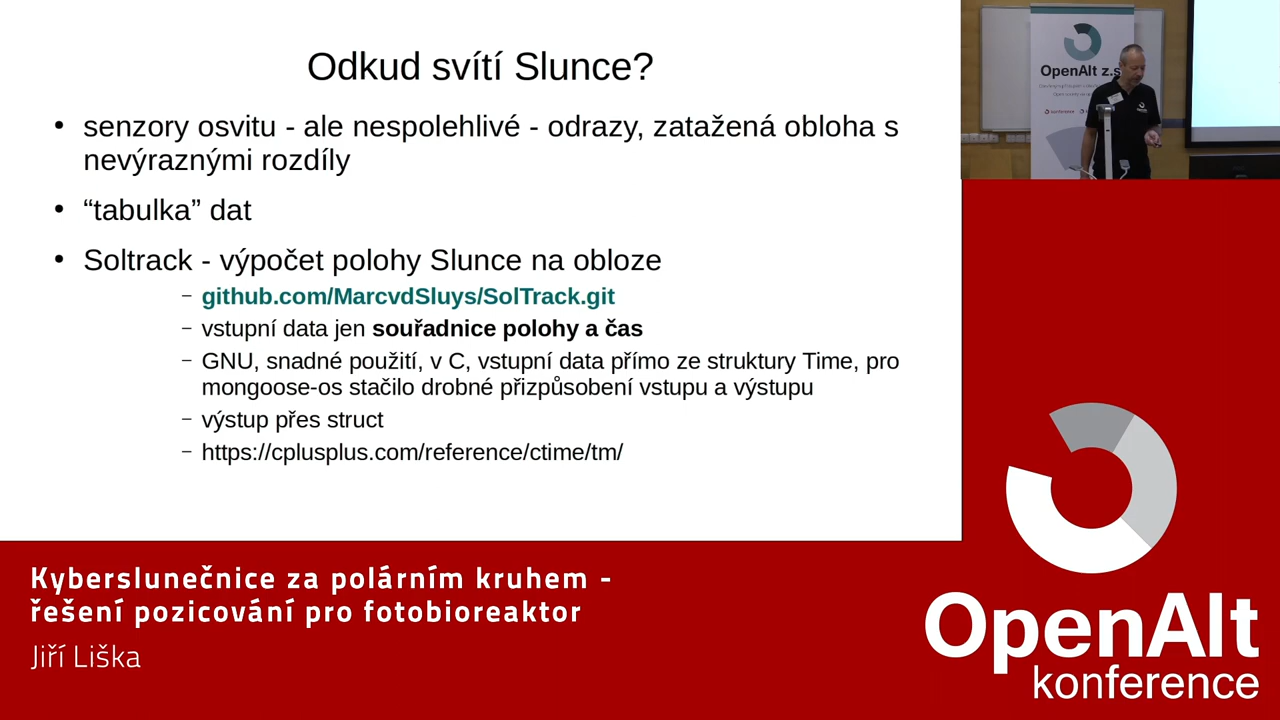 Odkud svítí Slunce?
senzory osvitu - ale nespolehlivé - odrazy, zatažená obloha s
nevýraznými rozdíly
“tabulka” dat
Soltrack - výpočet polohy Slunce na obloze
github.com/MarcvdSluys/SolTrack.git
vstupní data jen souřadnice polohy a čas
GNU, snadné použití, v C, vstupní data přímo ze struktury Time, pro
mongoose-os stačilo drobné přizpůsobení vstupu a výstupu
výstup přes struct
https://cplusplus.com/reference/ctime/tm/
OpenAlt z.s
Kyberslunečnice za polárním kruhem -
řešení pozicování pro fotobioreaktor
Jiří Liška
OpenAlt
konference